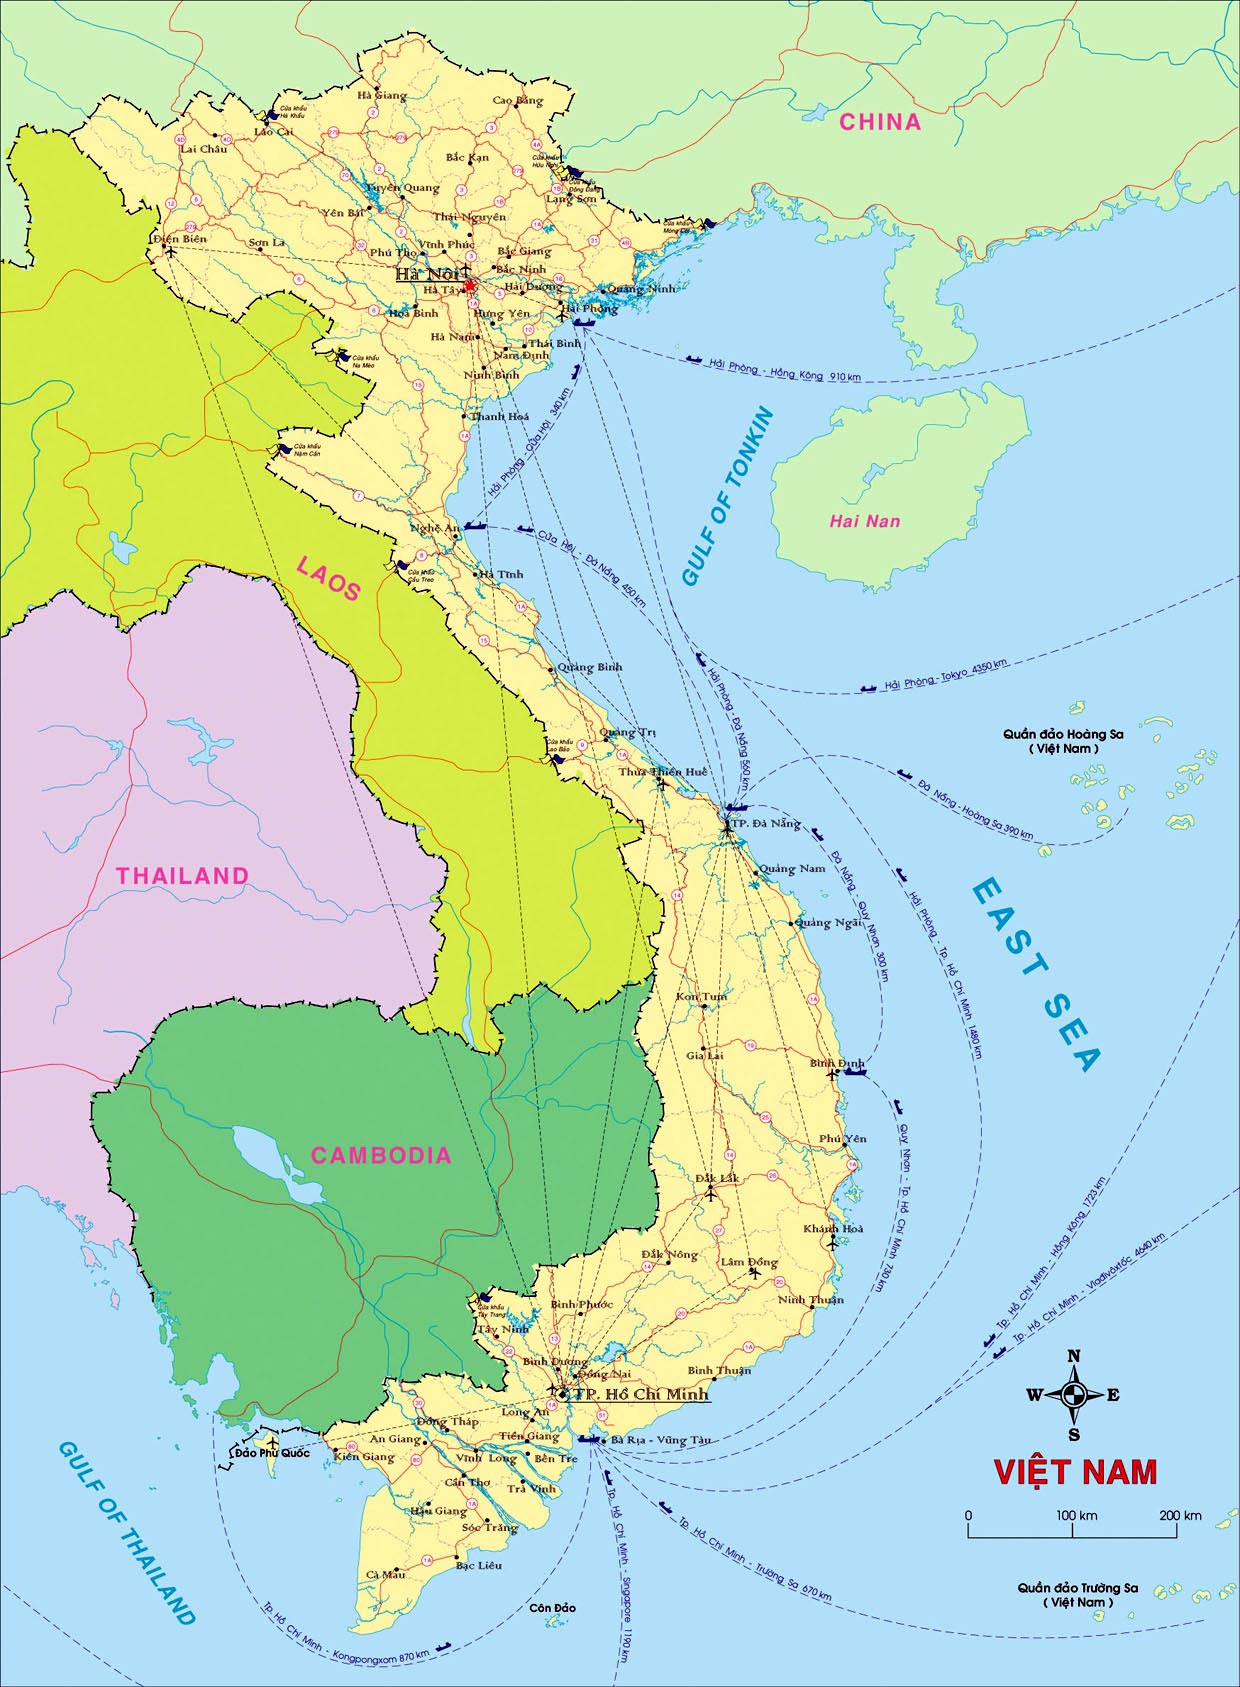 CHINA
Hà Giang
Cao Bằng
Cửa khẩu
Hà Khẩu
Lào Cai
Lai Châu
Bắc Kạn
Cửa khẩu
Hữu Nghị
Cửa khẩu
Đồng Đăng
Lạng Sơn
Tuyên Quang
Yên Bái
Thái Nguyên
Cửa khẩu
Móng Cái
Điện Biên
Sơn La
Phú Thọ
Vĩnh Phúc
Bắc Giang
Bắc Ninh
Hà Nội
Hà Tây
Hải Dương
Quảng Ninh
Hoà Bình
Hưng Yên
Hải Phòng
Hà Nam
Thái Bình
Nam Định
Ninh Bình
Cửa khẩu
Na Mèo
Hải Phòng - Hồng Kông 910 km
Thanh Hoá
Hải Phòng - Cửa Hội 340 km
Cửa khẩu
Nậm Cắn
GULF OF TONKIN
Hai Nan
Nghệ An
Cửa Hội - Đà Nẵng 450 km
LAOS
Cửa khẩu
Cầu Treo
Hà Tĩnh
Quảng Bình
Hải Phòng - Đà Nẵng 560 km
Hải Phòng - Tokyo 4350 km
Quảng Trị
Cửa khẩu
Lao Bảo
Thừa Thiên Huế
Quần đảo Hoàng Sa
( Việt Nam )
Đà Nẵng - Hoàng Sa 390 km
TP. Đà Nẵng
THAILAND
Quảng Nam
Đà Nẵng - Quy Nhơn 300 km
Quảng Ngãi
Hải Phòng - Tp. Hồ Chí Minh 1480 km
EAST SEA
Kon Tum
Gia Lai
Bình Định
CAMBODIA
Phú Yên
Quy Nhơn - Tp. Hồ Chí Minh 730 km
Đắk Lắk
Khánh Hoà
Đắk Nông
Lâm Đồng
Tp. Hồ Chí Minh - Hồng Kông 1723 km
Tp. Hồ Chí Minh - Vladivôxtốc 4640 km
Cửa khẩu
Tây Trang
Bình Phước
Ninh Thuận
Tây Ninh
Bình Dương
Đồng Nai
Bình Thuận
TP. Hồ Chí Minh
N
W
E
S
Long An
Đồng Tháp
An Giang
Tiền Giang
Bà Rịa - Vũng Tàu
Đảo Phú Quốc
Kiên Giang
Vĩnh Long
Bến Tre
VIỆT NAM
Cần Thơ
Trà Vinh
Hậu Giang
Sóc Trăng
0 100 km 200 km
GULF OF THAILAND
Bạc Liêu
Cà Mau
Tp. Hồ Chí Minh - Trường Sa 670 km
Tp. Hồ Chí Minh - Singapore 1190 km
Quần đảo Trường Sa
( Việt Nam )
Côn Đảo
Tp. Hồ Chí Minh - Kongpongxom 870 km